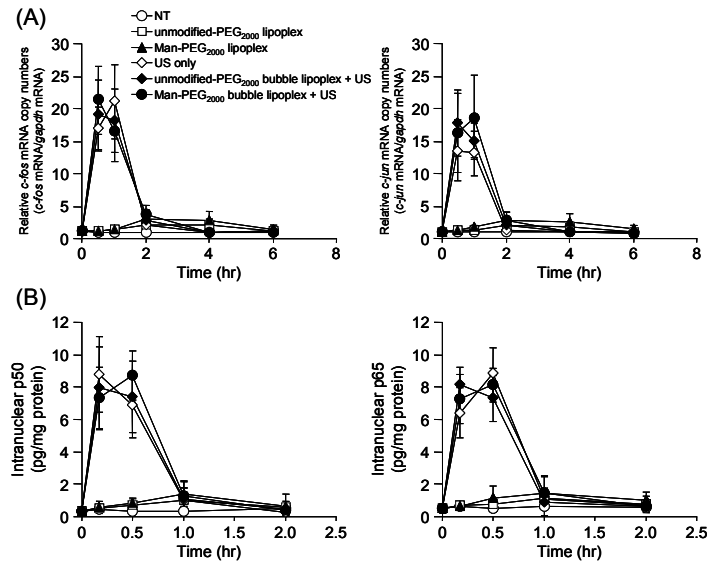 (A)
NT
unmodified-PEG2000 lipoplex
Man-PEG2000 lipoplex
US only
unmodified-PEG2000 bubble lipoplex + US
Man-PEG2000 bubble lipoplex + US
Relative c-fos mRNA copy numbers
(c-fos mRNA/gapdh mRNA)
30
25
20
15
10
5
0
0
2
4
6
8
Time (hr)
Relative c-jun mRNA copy numbers
(c-jun mRNA/gapdh mRNA)
30
25
20
15
10
5
0
0
2
4
6
8
Time (hr)
(B)
Intranuclear p50
(pg/mg protein)
12
10
8
6
4
2
0
0
0.5
1.0
1.5
2.0
2.5
Time (hr)
Intranuclear p65
(pg/mg protein)
12
10
8
6
4
2
0
0
0.5
1.0
1.5
2.0
2.5
Time (hr)